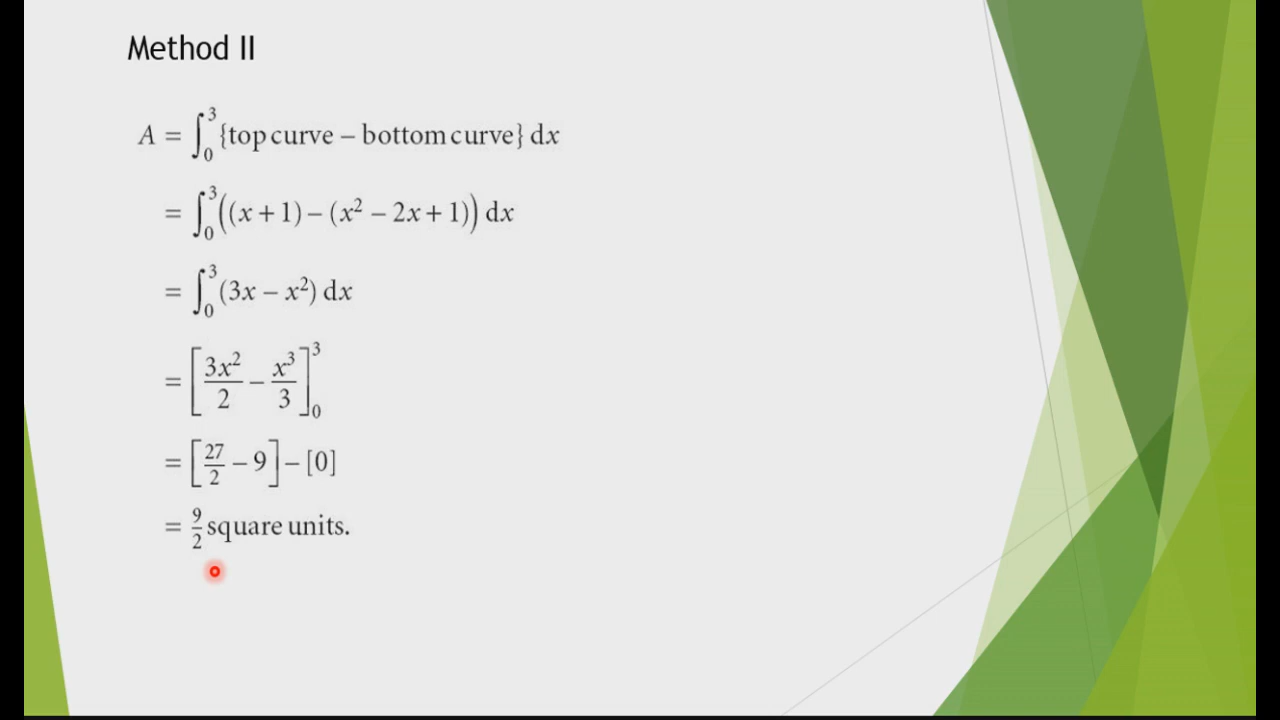 Method II
A = ∫₀³ {top curve – bottom curve} dx
= ∫₀³ ((x + 1) – (x² – 2x + 1)) dx
= ∫₀³ (3x – x²) dx
= [3x²/2 – x³/3]₀³
= [27/2 – 9] – [0]
= 9/2 square units.